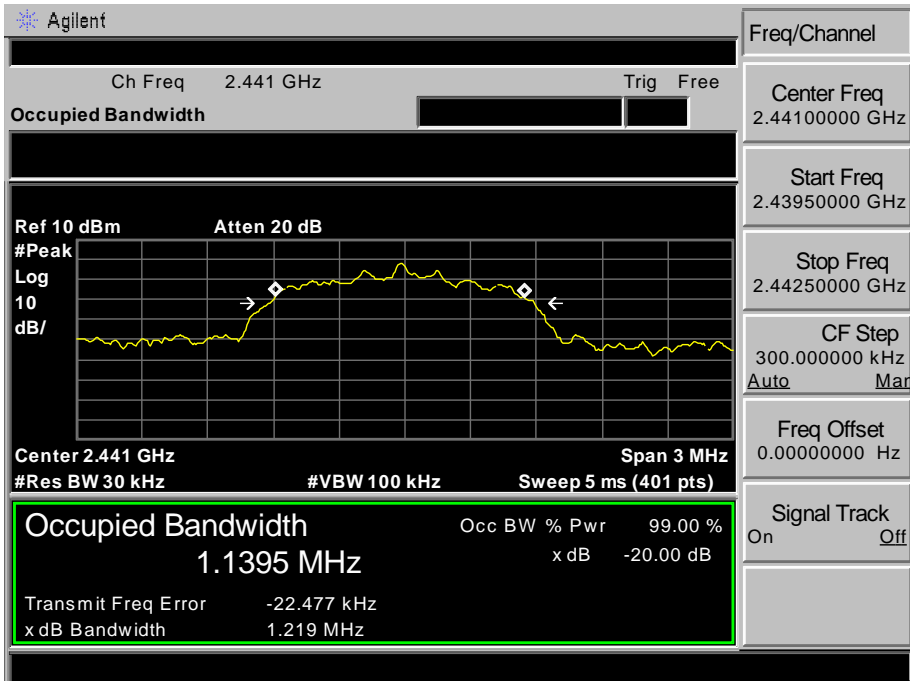 Agilent
Freq/Channel
Ch Freq 2.441 GHz Trig Free
Occupied Bandwidth
Center Freq
2.44100000 GHz
Start Freq
2.43950000 GHz
Stop Freq
2.44250000 GHz
CF Step
300.000000 kHz
Auto Man
Freq Offset
0.00000000 Hz
Signal Track
On Off
Ref 10 dBm Atten 20 dB
#Peak
Log
10
dB/
Center 2.441 GHz Span 3 MHz
#Res BW 30 kHz #VBW 100 kHz Sweep 5 ms (401 pts)
Occupied Bandwidth
1.1395 MHz
Occ BW % Pwr 99.00 %
x dB -20.00 dB
Transmit Freq Error -22.477 kHz
x dB Bandwidth 1.219 MHz